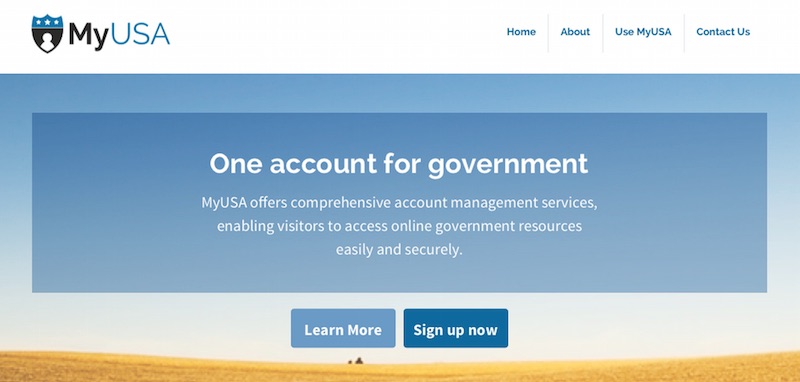 MyUSA
Home
About
Use MyUSA
Contact Us
One account for government
MyUSA offers comprehensive account management services,
enabling visitors to access online government resources
easily and securely.
Learn More
Sign up now